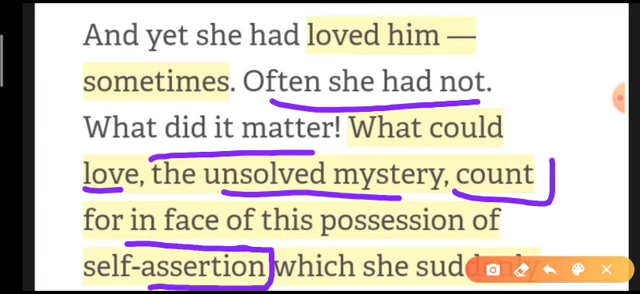 And yet she had loved him —
sometimes. Often she had not.
What did it matter! What could
love, the unsolved mystery, count
for in face of this possession of
self-assertion which she suddenly